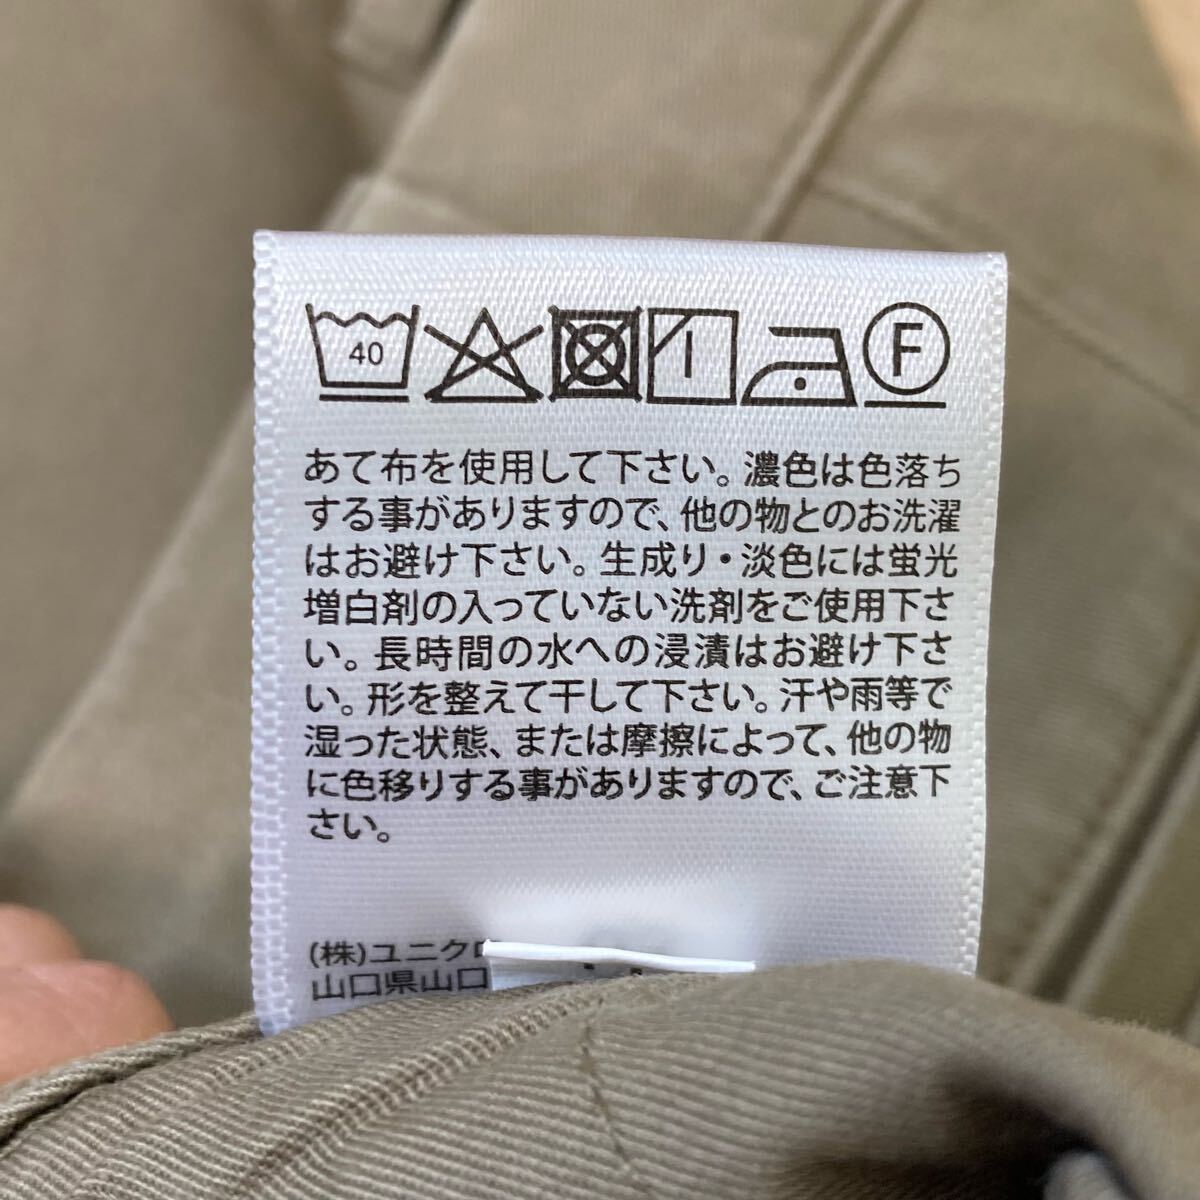 40 F
あて布を使用して下さい。濃色は色落ち
する事がありますので、他の物とのお洗濯
はお避け下さい。生成り・淡色には蛍光
増白剤の入っていない洗剤をご使用下さ
い。長時間の水への浸漬はお避け下さ
い。形を整えて干して下さい。汗や雨等で
湿った状態、または摩擦によって、他の物
に色移りする事がありますので、ご注意下
さい。
(株)ユニクロ
山口県山口